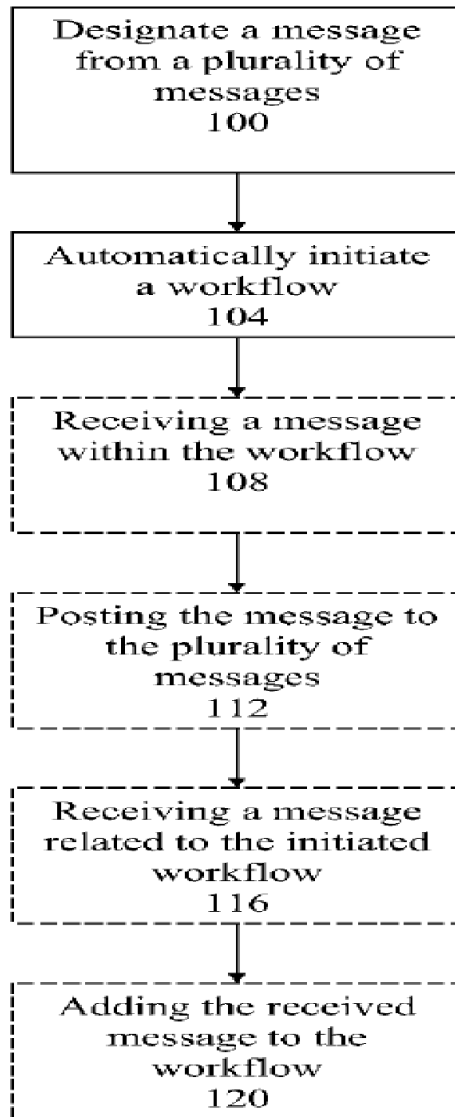 Designate a message
from a plurality of
messages
100
Automatically initiate
a workflow
104
Receiving a message
within the workflow
108
Posting the message to
the plurality of
messages
112
Receiving a message
related to the initiated
workflow
116
Adding the received
message to the
workflow
120